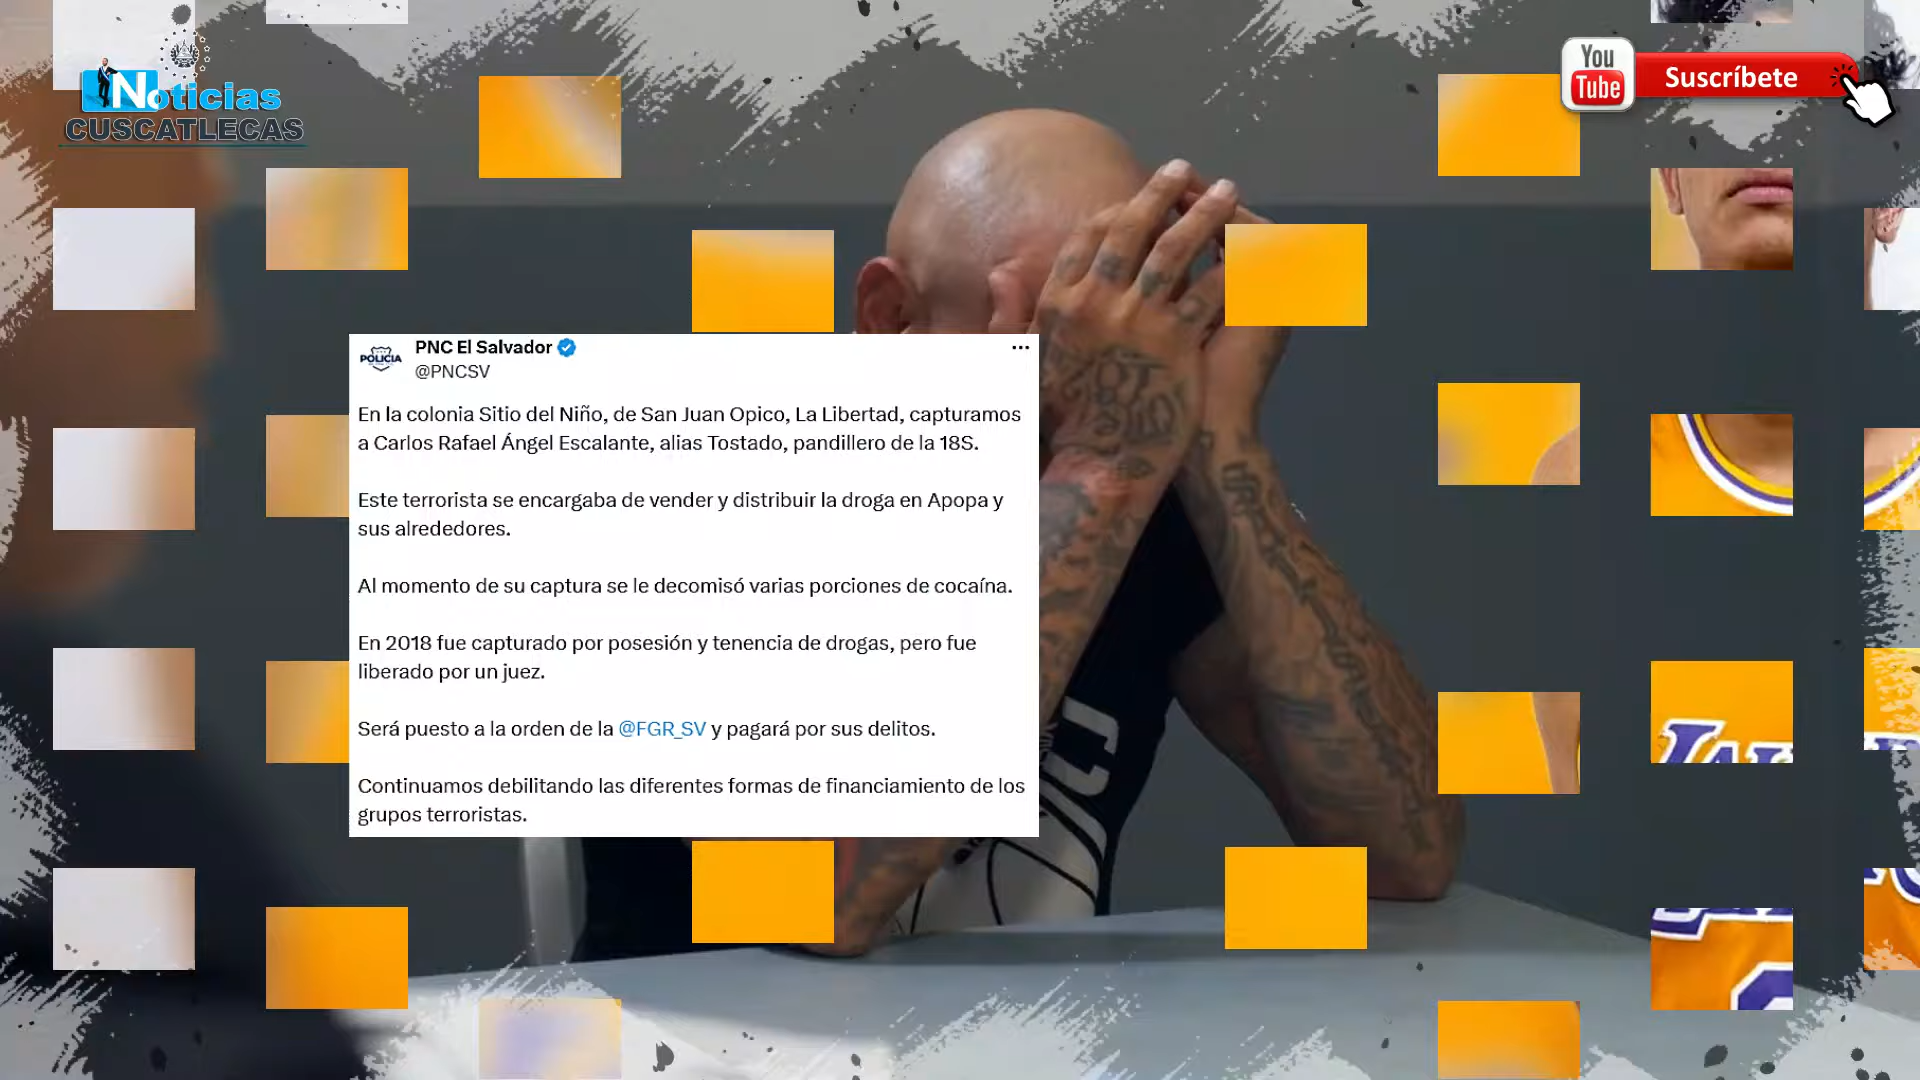 Noticias
CUSCATLECAS
You
Tube
Suscríbete
POLICIA
PNC El Salvador
@PNCSV
En la colonia Sitio del Niño, de San Juan Opico, La Libertad, capturamos
a Carlos Rafael Ángel Escalante, alias Tostado, pandillero de la 18S.
Este terrorista se encargaba de vender y distribuir la droga en Apopa y
sus alrededores.
Al momento de su captura se le decomisó varias porciones de cocaína.
En 2018 fue capturado por posesión y tenencia de drogas, pero fue
liberado por un juez.
Será puesto a la orden de la @FGR_SV y pagará por sus delitos.
Continuamos debilitando las diferentes formas de financiamiento de los
grupos terroristas.